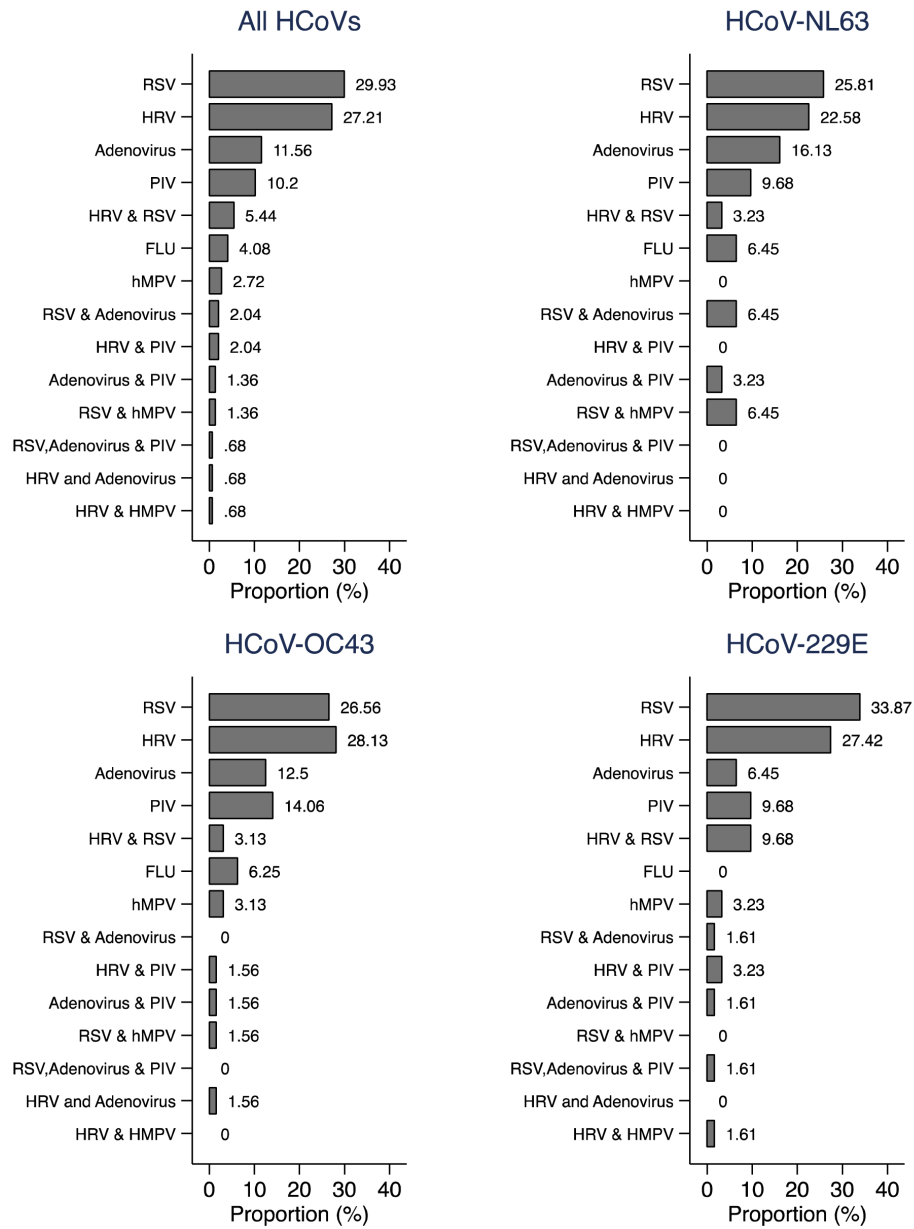 All HCoVs
RSV 29.93
HRV 27.21
Adenovirus 11.56
PIV 10.2
HRV & RSV 5.44
FLU 4.08
hMPV 2.72
RSV & Adenovirus 2.04
HRV & PIV 2.04
Adenovirus & PIV 1.36
RSV & hMPV 1.36
RSV,Adenovirus & PIV .68
HRV and Adenovirus .68
HRV & HMPV .68
0 10 20 30 40
Proportion (%)
HCoV-NL63
RSV 25.81
HRV 22.58
Adenovirus 16.13
PIV 9.68
HRV & RSV 3.23
FLU 6.45
hMPV 0
RSV & Adenovirus 6.45
HRV & PIV 0
Adenovirus & PIV 3.23
RSV & hMPV 6.45
RSV,Adenovirus & PIV 0
HRV and Adenovirus 0
HRV & HMPV 0
0 10 20 30 40
Proportion (%)
HCoV-OC43
RSV 26.56
HRV 28.13
Adenovirus 12.5
PIV 14.06
HRV & RSV 3.13
FLU 6.25
hMPV 3.13
RSV & Adenovirus 0
HRV & PIV 1.56
Adenovirus & PIV 1.56
RSV & hMPV 1.56
RSV,Adenovirus & PIV 0
HRV and Adenovirus 1.56
HRV & HMPV 0
0 10 20 30 40
Proportion (%)
HCoV-229E
RSV 33.87
HRV 27.42
Adenovirus 6.45
PIV 9.68
HRV & RSV 9.68
FLU 0
hMPV 3.23
RSV & Adenovirus 1.61
HRV & PIV 3.23
Adenovirus & PIV 1.61
RSV & hMPV 0
RSV,Adenovirus & PIV 1.61
HRV and Adenovirus 0
HRV & HMPV 1.61
0 10 20 30 40
Proportion (%)